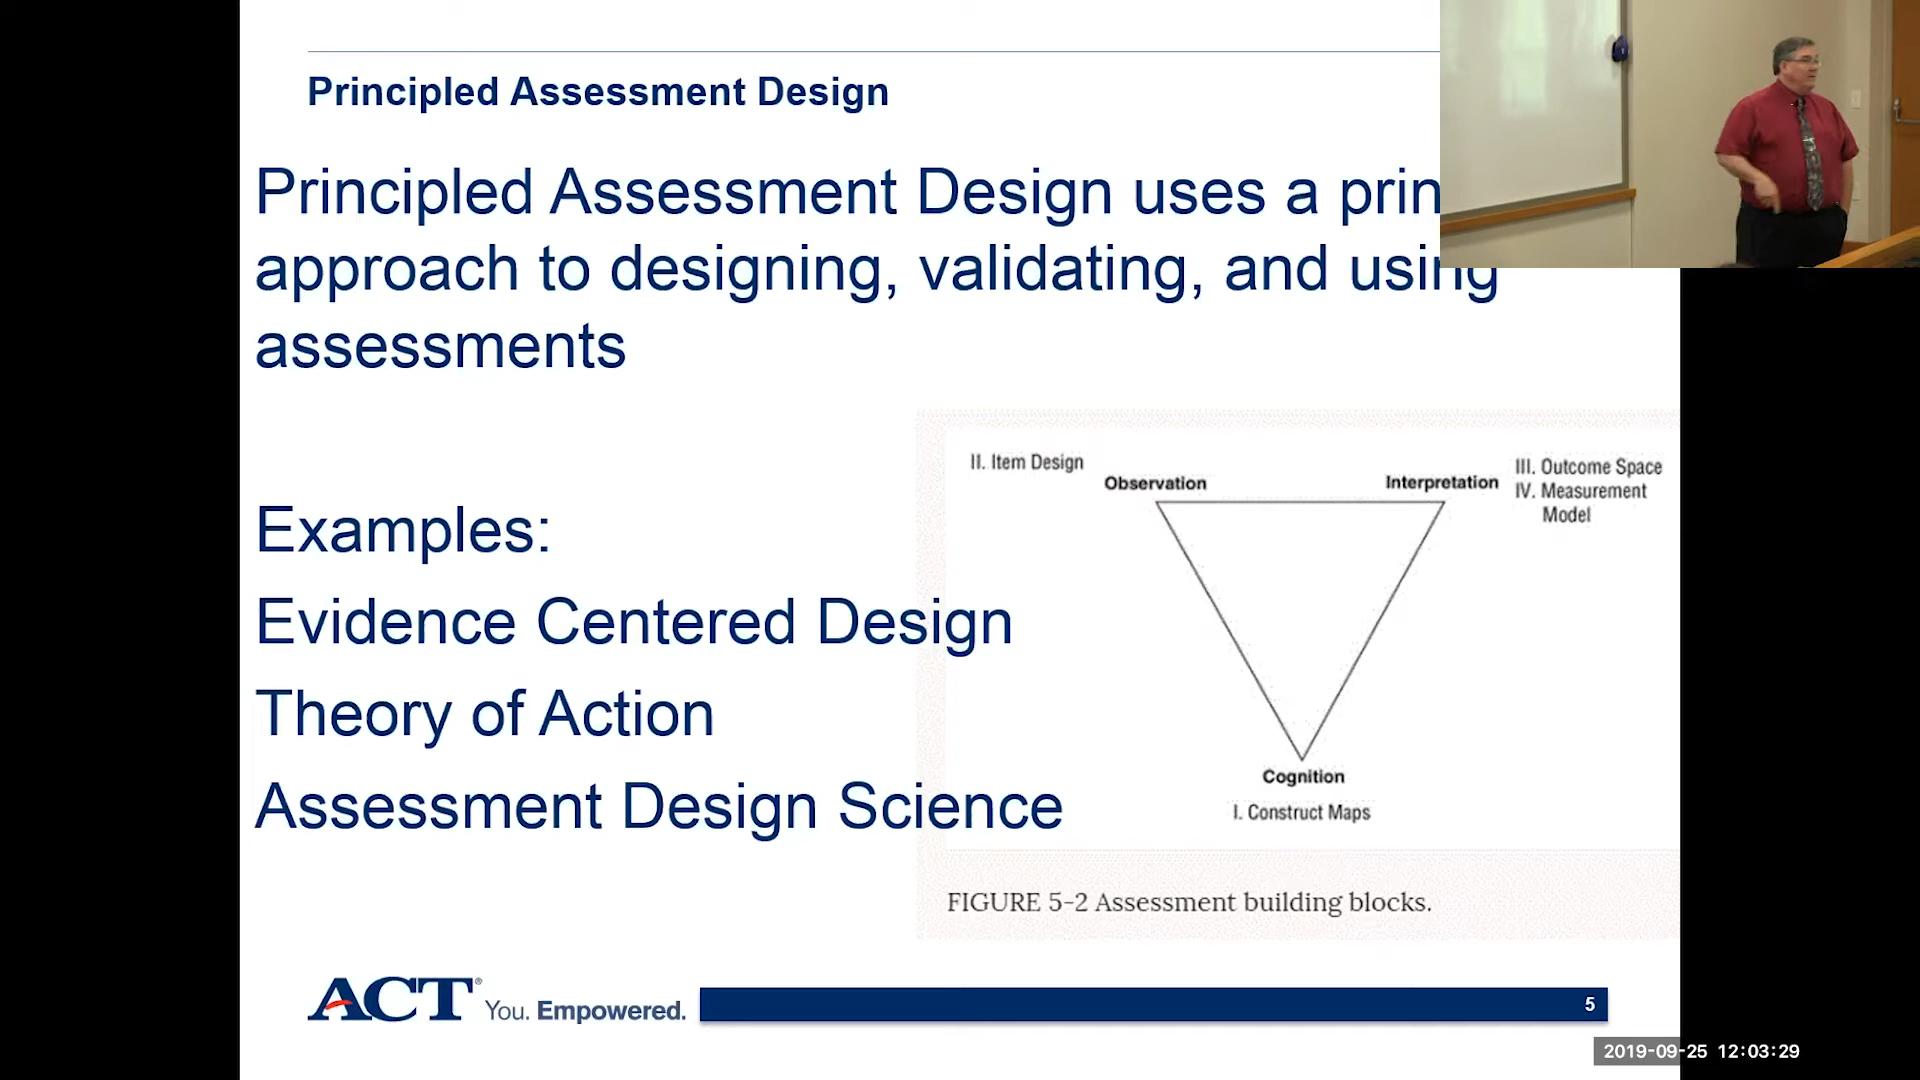 Principled Assessment Design
Principled Assessment Design uses a
approach to designing, validating, and using
assessments
Examples:
Evidence Centered Design
Theory of Action
Assessment Design Science
II. Item Design
Observation
Interpretation
III. Outcome Space
IV. Measurement
Model
Cognition
I. Construct Maps
FIGURE 5-2 Assessment building blocks.
ACT® You. Empowered.
5
2019-09-25 12:03:29